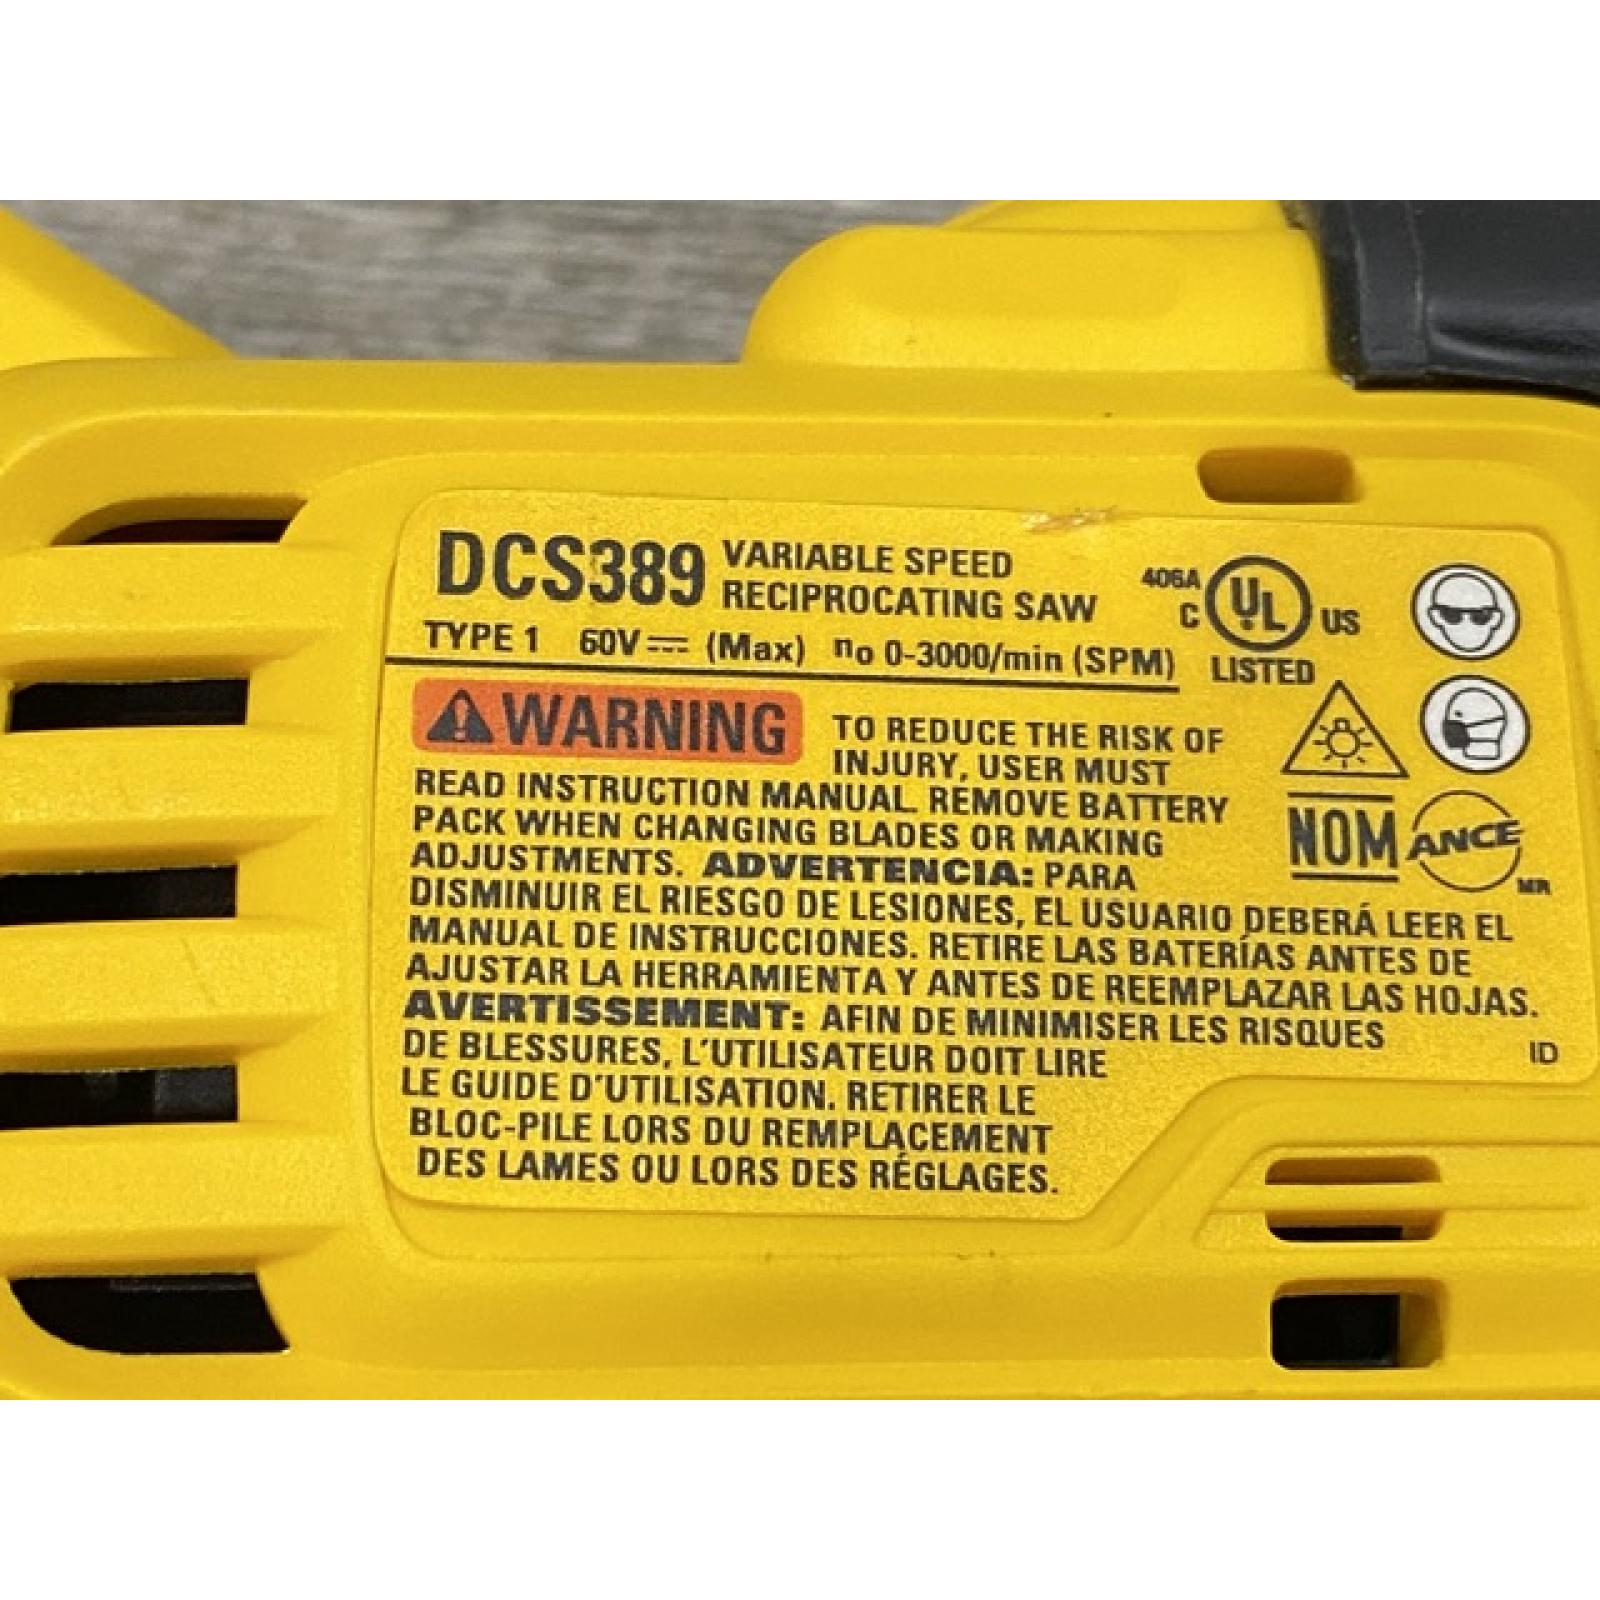 DCS389 VARIABLE SPEED
RECIPROCATING SAW
TYPE 1 60V⎓ (Max) no 0-3000/min (SPM)
406A
C UL US
LISTED
⚠WARNING TO REDUCE THE RISK OF
INJURY, USER MUST
READ INSTRUCTION MANUAL. REMOVE BATTERY
PACK WHEN CHANGING BLADES OR MAKING
ADJUSTMENTS. ADVERTENCIA: PARA
DISMINUIR EL RIESGO DE LESIONES, EL USUARIO DEBERÁ LEER EL
MANUAL DE INSTRUCCIONES. RETIRE LAS BATERÍAS ANTES DE
AJUSTAR LA HERRAMIENTA Y ANTES DE REEMPLAZAR LAS HOJAS.
AVERTISSEMENT: AFIN DE MINIMISER LES RISQUES
DE BLESSURES, L'UTILISATEUR DOIT LIRE
LE GUIDE D'UTILISATION. RETIRER LE
BLOC-PILE LORS DU REMPLACEMENT
DES LAMES OU LORS DES RÉGLAGES.
NOM ANCE MR
ID